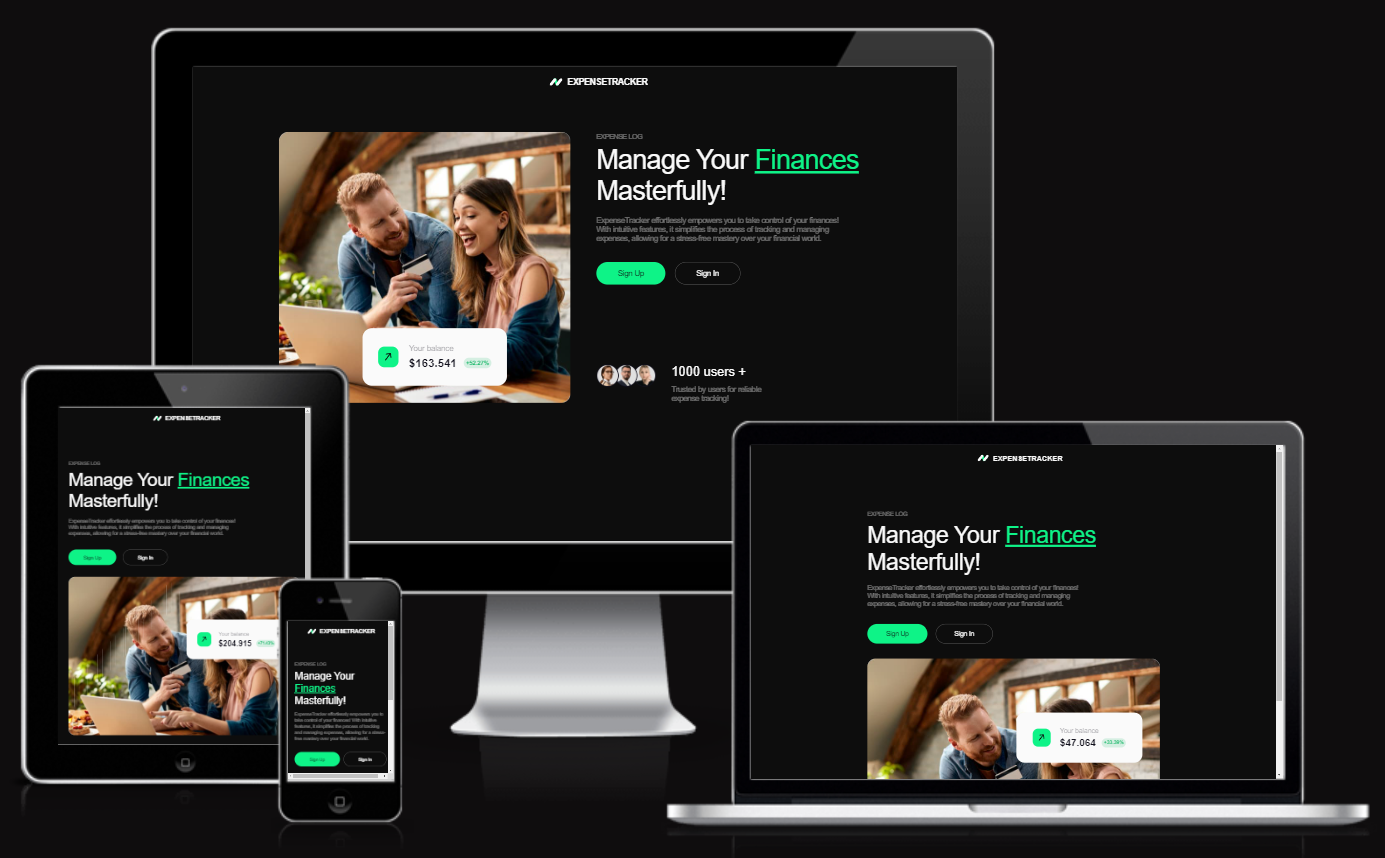 EXPENSETRACKER
EXPENSE LOG
Manage Your Finances
Masterfully!
ExpenseTracker effortlessly empowers you to take control of your finances!
With intuitive features, it simplifies the process of tracking and managing
expenses, allowing for a stress-free mastery over your financial world.
Sign Up
Sign In
Your balance
$163.541
+52.27%
1000 users +
Trusted by users for reliable
expense tracking!
EXPENSETRACKER
EXPENSE LOG
Manage Your Finances
Masterfully!
ExpenseTracker effortlessly empowers you to take control of your finances!
With intuitive features, it simplifies the process of tracking and managing
expenses, allowing for a stress-free mastery over your financial world.
Sign Up
Sign In
Your balance
$204.915
EXPENSETRACKER
EXPENSE LOG
Manage Your
Finances
Masterfully!
ExpenseTracker effortlessly empowers you to
take control of your finances! With intuitive
features, it simplifies the process of tracking
and managing expenses, allowing for a stress-
free mastery over your financial world.
Sign Up
Sign In
EXPENSETRACKER
EXPENSE LOG
Manage Your Finances
Masterfully!
ExpenseTracker effortlessly empowers you to take control of your finances!
With intuitive features, it simplifies the process of tracking and managing
expenses, allowing for a stress-free mastery over your financial world.
Sign Up
Sign In
Your balance
$47.064
+33.39%